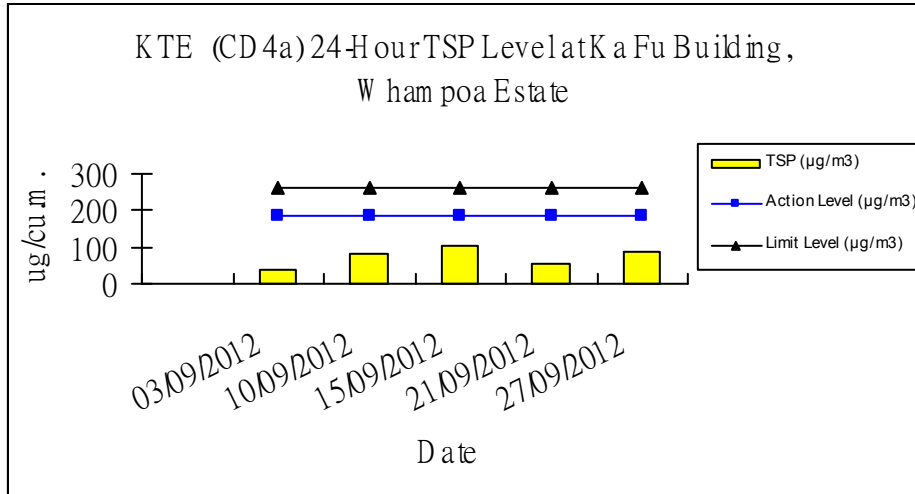 KTE (CD4a) 24-Hour TSP Level at Ka Fu Building,
Whampoa Estate
300
200
100
0
ug/cu.m.
03/09/2012
10/09/2012
15/09/2012
21/09/2012
27/09/2012
Date
TSP (µg/m3)
Action Level (µg/m3)
Limit Level (µg/m3)